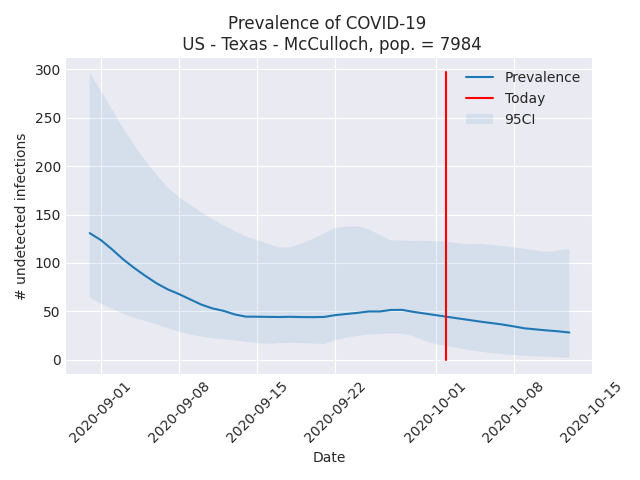 Prevalence of COVID-19
US - Texas - McCulloch, pop. = 7984
300
250
200
150
100
50
0
# undetected infections
Prevalence
Today
95CI
2020-09-01
2020-09-08
2020-09-15
2020-09-22
2020-10-01
2020-10-08
2020-10-15
Date